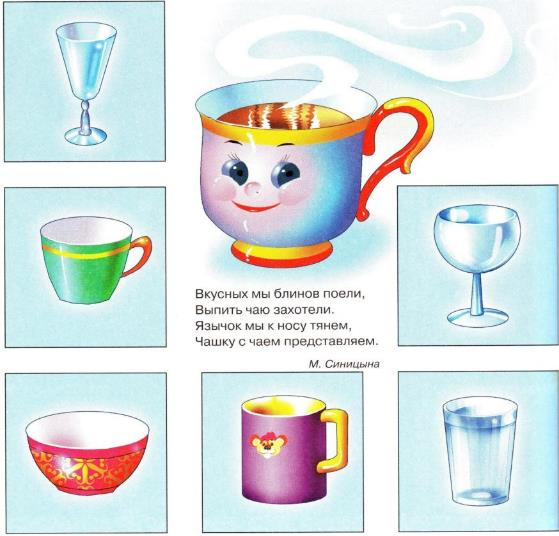 Вкусных мы блинов поели,
Выпить чаю захотели.
Язычок мы к носу тянем,
Чашку с чаем представляем.
М. Синицына